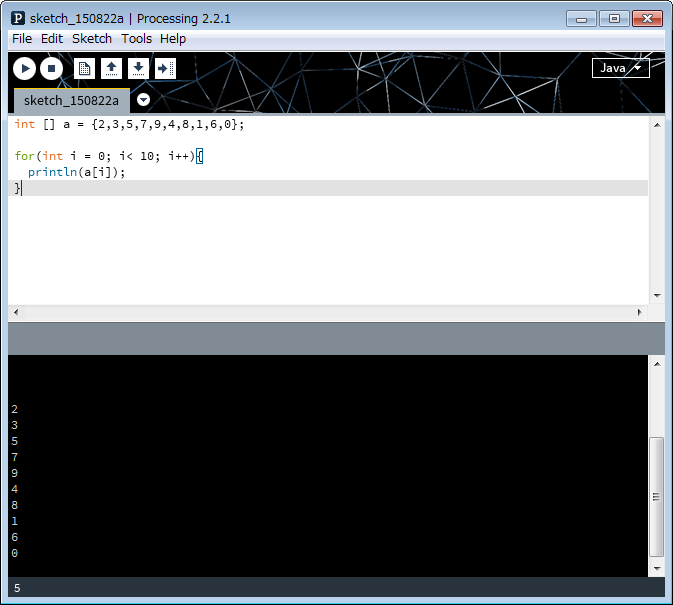 sketch_150822a | Processing 2.2.1
File Edit Sketch Tools Help
Java
sketch_150822a
int [] a = {2,3,5,7,9,4,8,1,6,0};
for(int i = 0; i< 10; i++){
  println(a[i]);
}
2
3
5
7
9
4
8
1
6
0
5